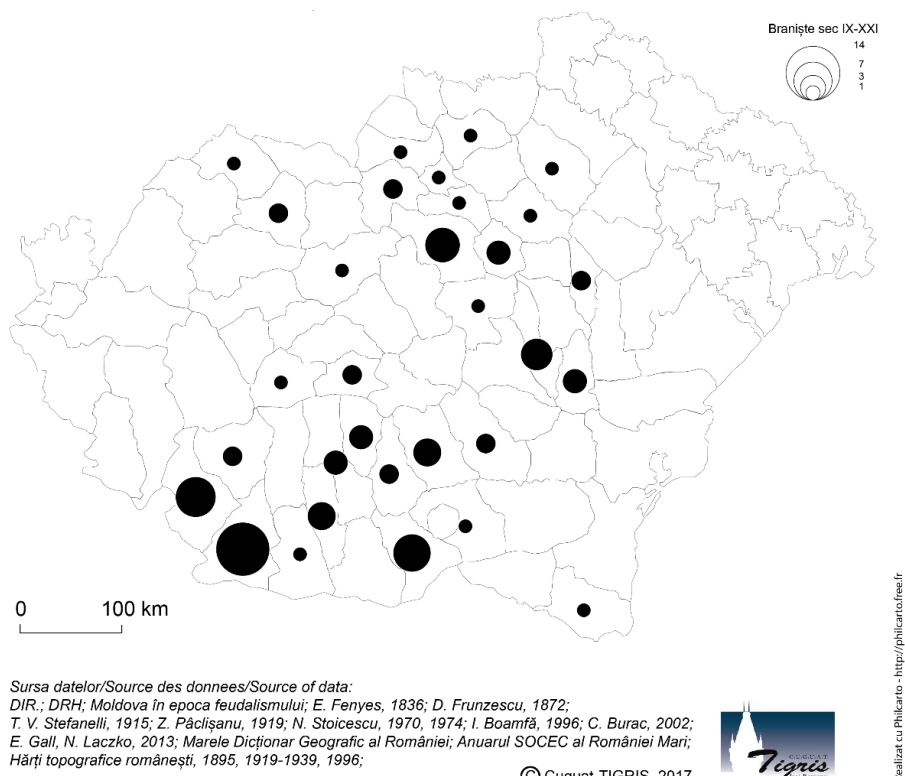 Braniște sec IX-XXI
14
7
3
1
0 100 km
Sursa datelor/Source des donnees/Source of data:
DIR.; DRH; Moldova în epoca feudalismului; E. Fenyes, 1836; D. Frunzescu, 1872;
T. V. Stefanelli, 1915; Z. Pâclișanu, 1919; N. Stoicescu, 1970, 1974; I. Boamfă, 1996; C. Burac, 2002;
E. Gall, N. Laczko, 2013; Marele Dicționar Geografic al României; Anuarul SOCEC al României Mari;
Hărți topografice românești, 1895, 1919-1939, 1996;
© Cuguat-TIGRIS, 2017
C.U.G.U.A.T.
Tigris
ealizat cu Philcarto - http://philcarto.free.fr